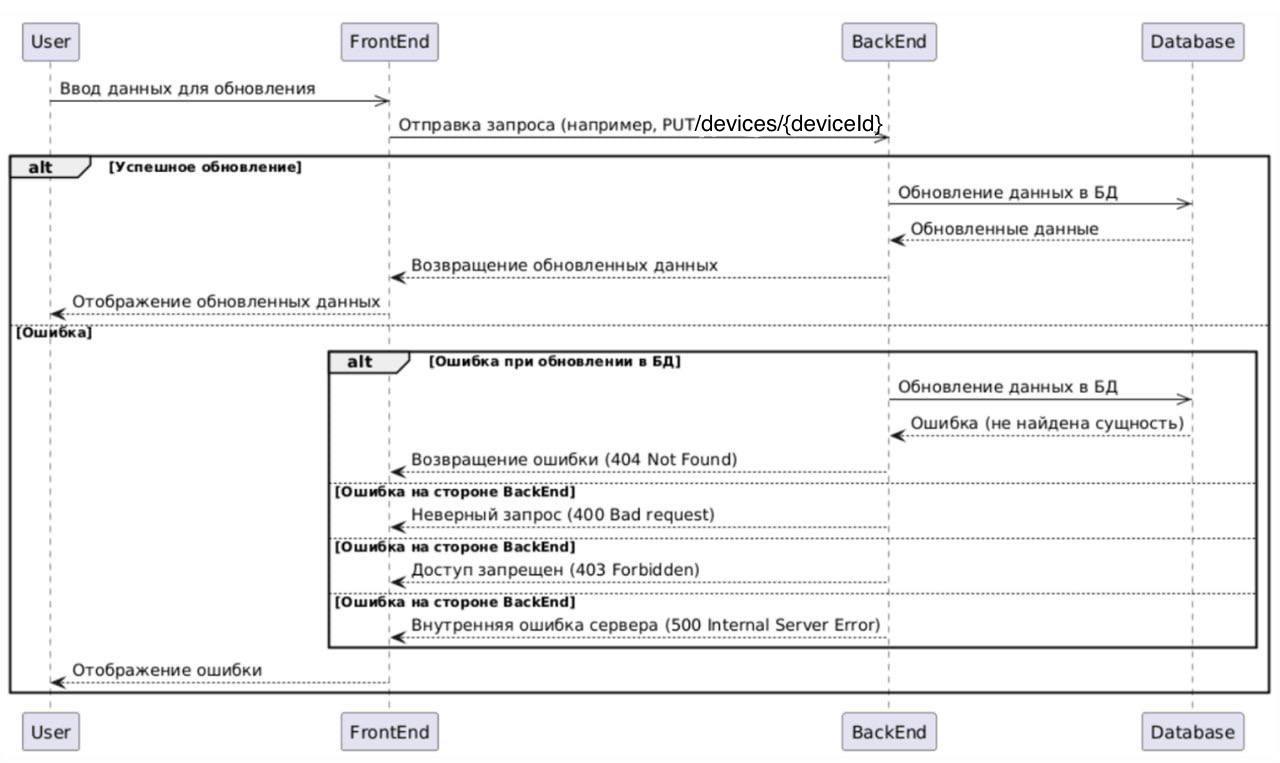 User FrontEnd BackEnd Database
Ввод данных для обновления
Отправка запроса (например, PUT/devices/{deviceId}
alt [Успешное обновление]
Обновление данных в БД
Обновленные данные
Возвращение обновленных данных
Отображение обновленных данных
[Ошибка]
alt [Ошибка при обновлении в БД]
Обновление данных в БД
Ошибка (не найдена сущность)
Возвращение ошибки (404 Not Found)
[Ошибка на стороне BackEnd]
Неверный запрос (400 Bad request)
[Ошибка на стороне BackEnd]
Доступ запрещен (403 Forbidden)
[Ошибка на стороне BackEnd]
Внутренняя ошибка сервера (500 Internal Server Error)
Отображение ошибки
User FrontEnd BackEnd Database